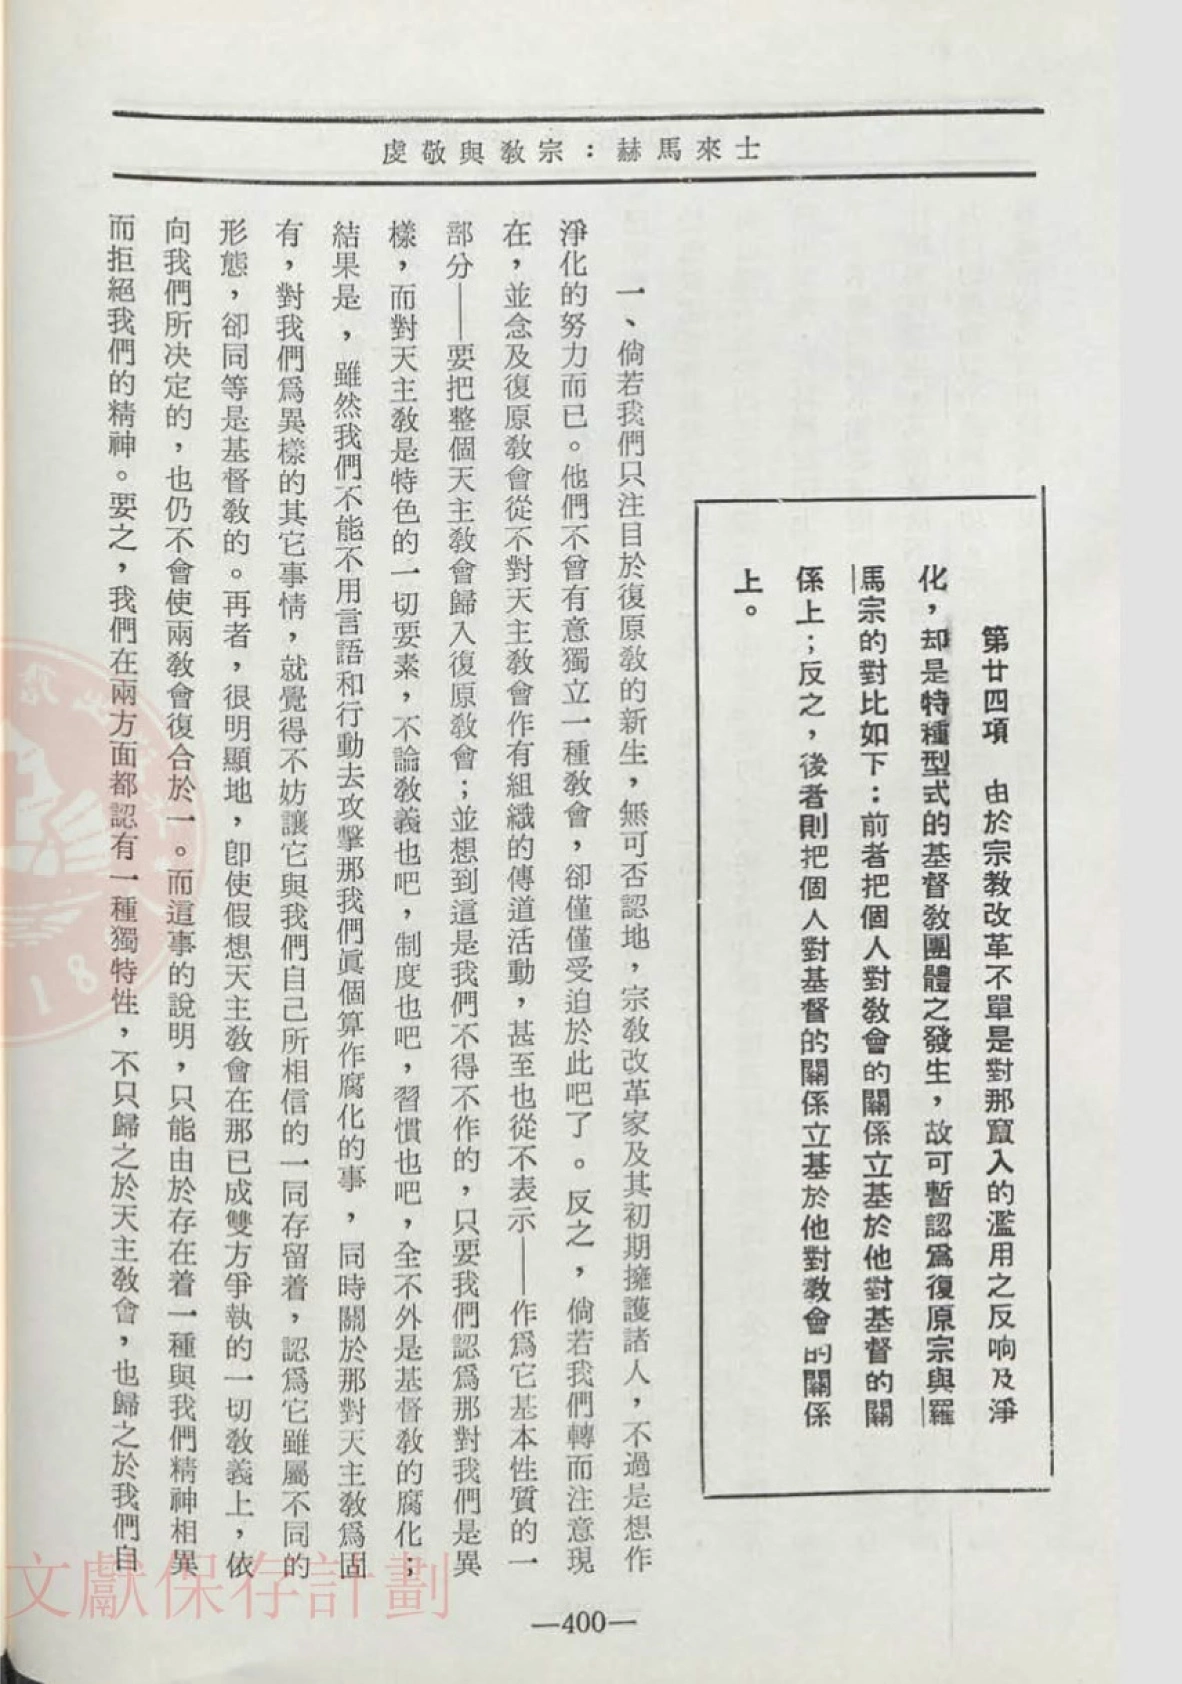 士來馬赫：宗教與敬虔
第廿四項　由於宗教改革不單是對那竄入的濫用之反响及淨
化，却是特種型式的基督教團體之發生，故可暫認爲復原宗與羅
馬宗的對比如下：前者把個人對教會的關係立基於他對基督的關
係上；反之，後者則把個人對基督的關係立基於他對教會的關係
上。
一、倘若我們只注目於復原教的新生，無可否認地，宗教改革家及其初期擁護諸人，不過是想作
淨化的努力而已。他們不曾有意獨立一種教會，卻僅僅受迫於此吧了。反之，倘若我們轉而注意現
在，並念及復原教會從不對天主教會作有組織的傳道活動，甚至也從不表示——作爲它基本性質的一
部分——要把整個天主教會歸入復原教會；並想到這是我們不得不作的，只要我們認爲那對我們是異
樣，而對天主教是特色的一切要素，不論教義也吧，制度也吧，習慣也吧，全不外是基督教的腐化；
結果是，雖然我們不能不用言語和行動去攻擊那我們眞個算作腐化的事，同時關於那對天主教爲固
有，對我們爲異樣的其它事情，就覺得不妨讓它與我們自己所相信的一同存留着，認爲它雖屬不同的
形態，卻同等是基督教的。再者，很明顯地，卽使假想天主教會在那已成雙方爭執的一切教義上，依
向我們所决定的，也仍不會使兩教會復合於一。而這事的說明，只能由於存在着一種與我們精神相異
而拒絕我們的精神。要之，我們在兩方面都認有一種獨特性，不只歸之於天主教會，也歸之於我們自
—400—
文獻保存計劃